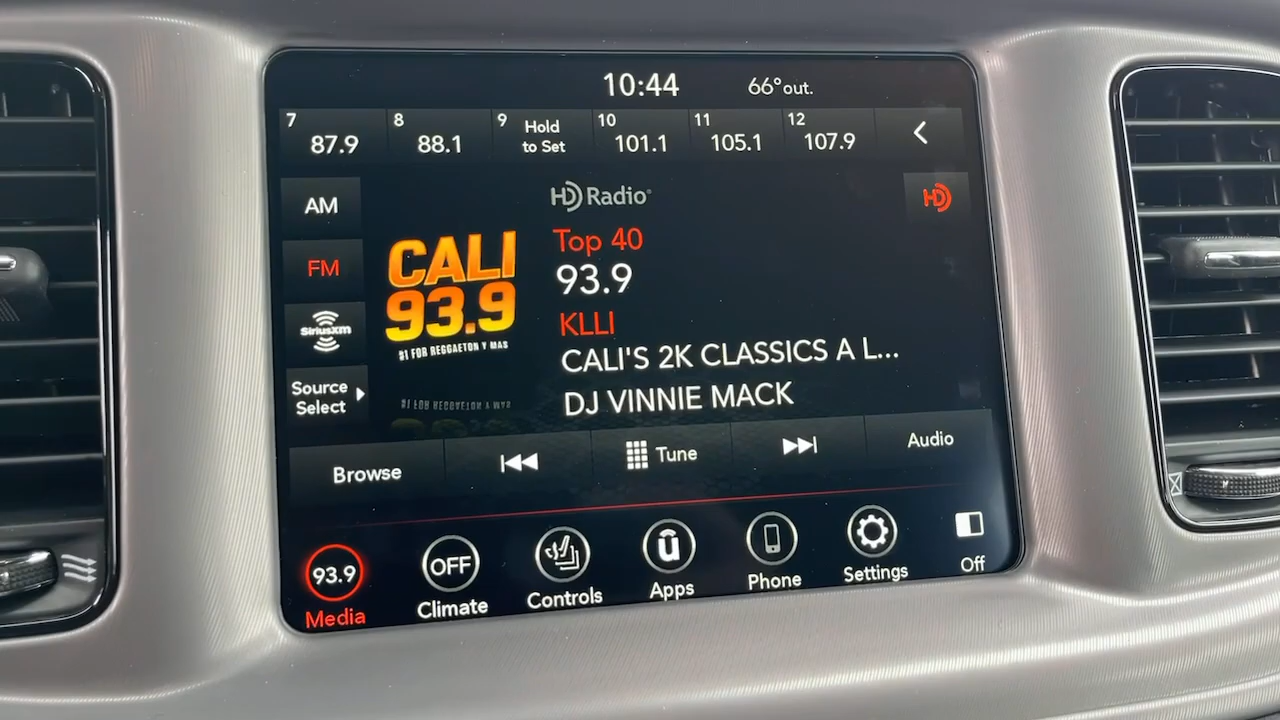 10:44 66° out.
7 87.9 8 88.1 9 Hold to Set 10 101.1 11 105.1 12 107.9
HD Radio®
HD
AM
FM
SiriusXM
Source
Select
CALI
93.9
#1 FOR REGGAETON Y MAS
Top 40
93.9
KLLI
CALI'S 2K CLASSICS A L...
DJ VINNIE MACK
Browse Tune Audio
93.9 OFF û
Media Climate Controls Apps Phone Settings Off